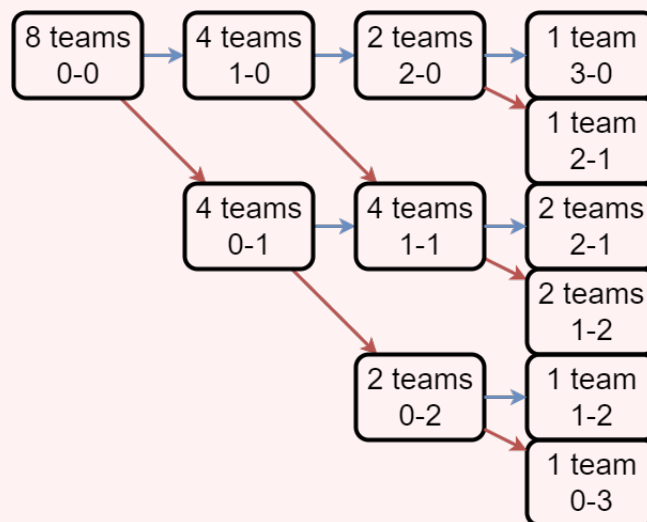 8 teams
0-0
4 teams
1-0
2 teams
2-0
1 team
3-0
1 team
2-1
4 teams
0-1
4 teams
1-1
2 teams
2-1
2 teams
1-2
2 teams
0-2
1 team
1-2
1 team
0-3